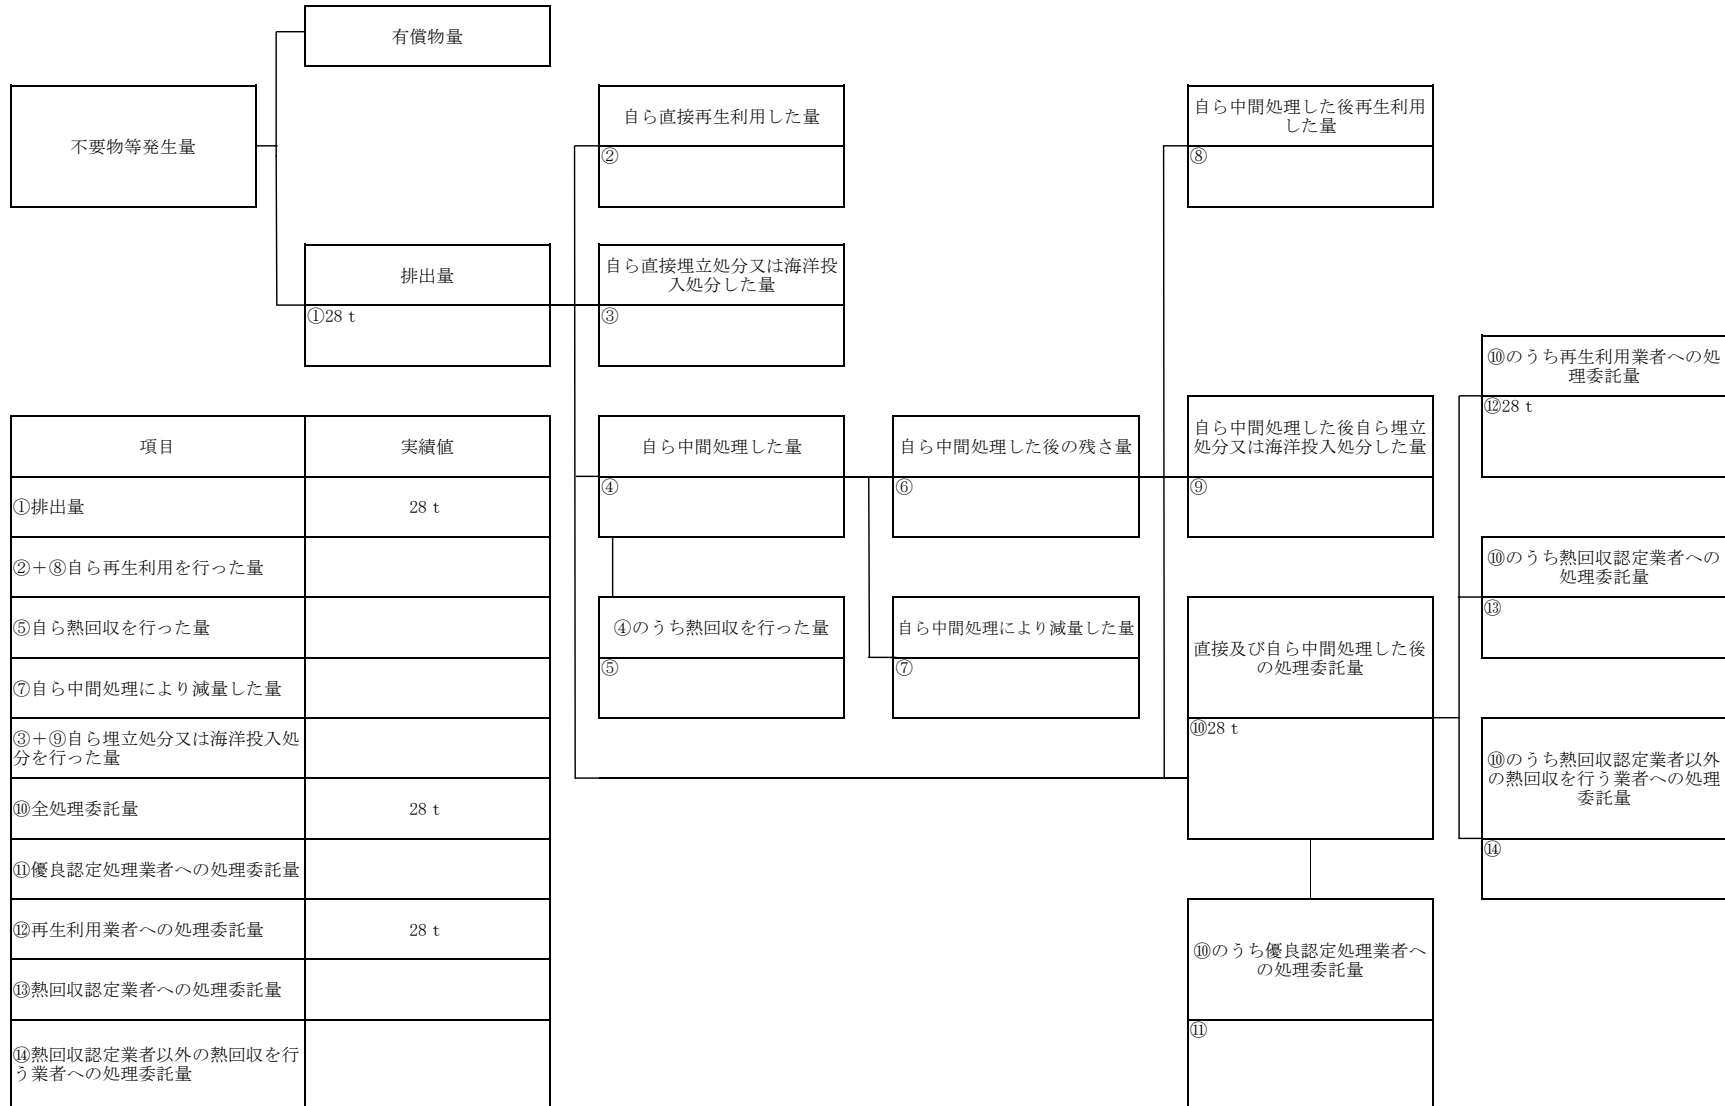 有償物量
不要物等発生量
自ら直接再生利用した量
②
自ら中間処理した後再生利用
した量
⑧
排出量
①28 t
自ら直接埋立処分又は海洋投
入処分した量
③
⑩のうち再生利用業者への処
理委託量
⑫28 t
項目
実績値
①排出量
28 t
②+⑧自ら再生利用を行った量
⑤自ら熱回収を行った量
⑦自ら中間処理により減量した量
③+⑨自ら埋立処分又は海洋投入処
分を行った量
⑩全処理委託量
28 t
⑪優良認定処理業者への処理委託量
⑫再生利用業者への処理委託量
28 t
⑬熱回収認定業者への処理委託量
⑭熱回収認定業者以外の熱回収を行
う業者への処理委託量
自ら中間処理した量
④
自ら中間処理した後の残さ量
⑥
自ら中間処理した後自ら埋立
処分又は海洋投入処分した量
⑨
④のうち熱回収を行った量
⑤
自ら中間処理により減量した量
⑦
直接及び自ら中間処理した後
の処理委託量
⑩28 t
⑩のうち熱回収認定業者への
処理委託量
⑬
⑩のうち熱回収認定業者以外
の熱回収を行う業者への処理
委託量
⑭
⑩のうち優良認定処理業者へ
の処理委託量
⑪